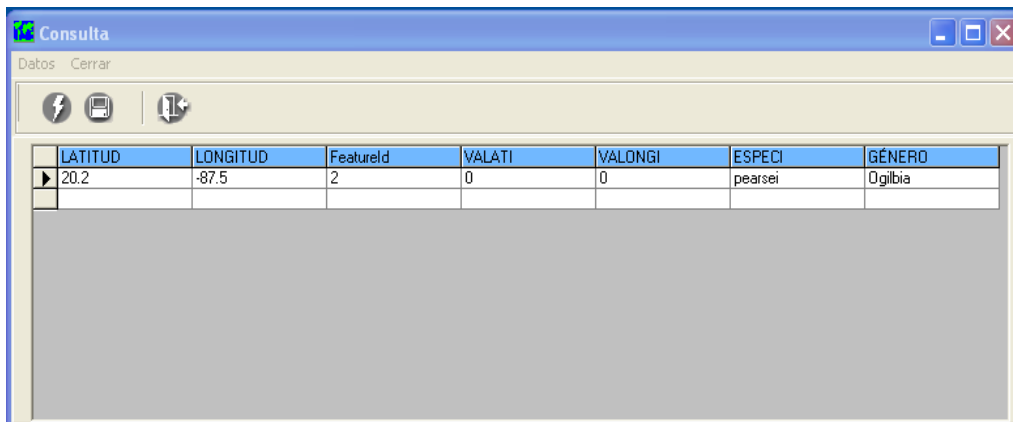 Consulta
Datos Cerrar
LATITUD LONGITUD FeatureId VALATI VALONGI ESPECI GÉNERO
20.2 -87.5 2 0 0 pearsei Ogilbia